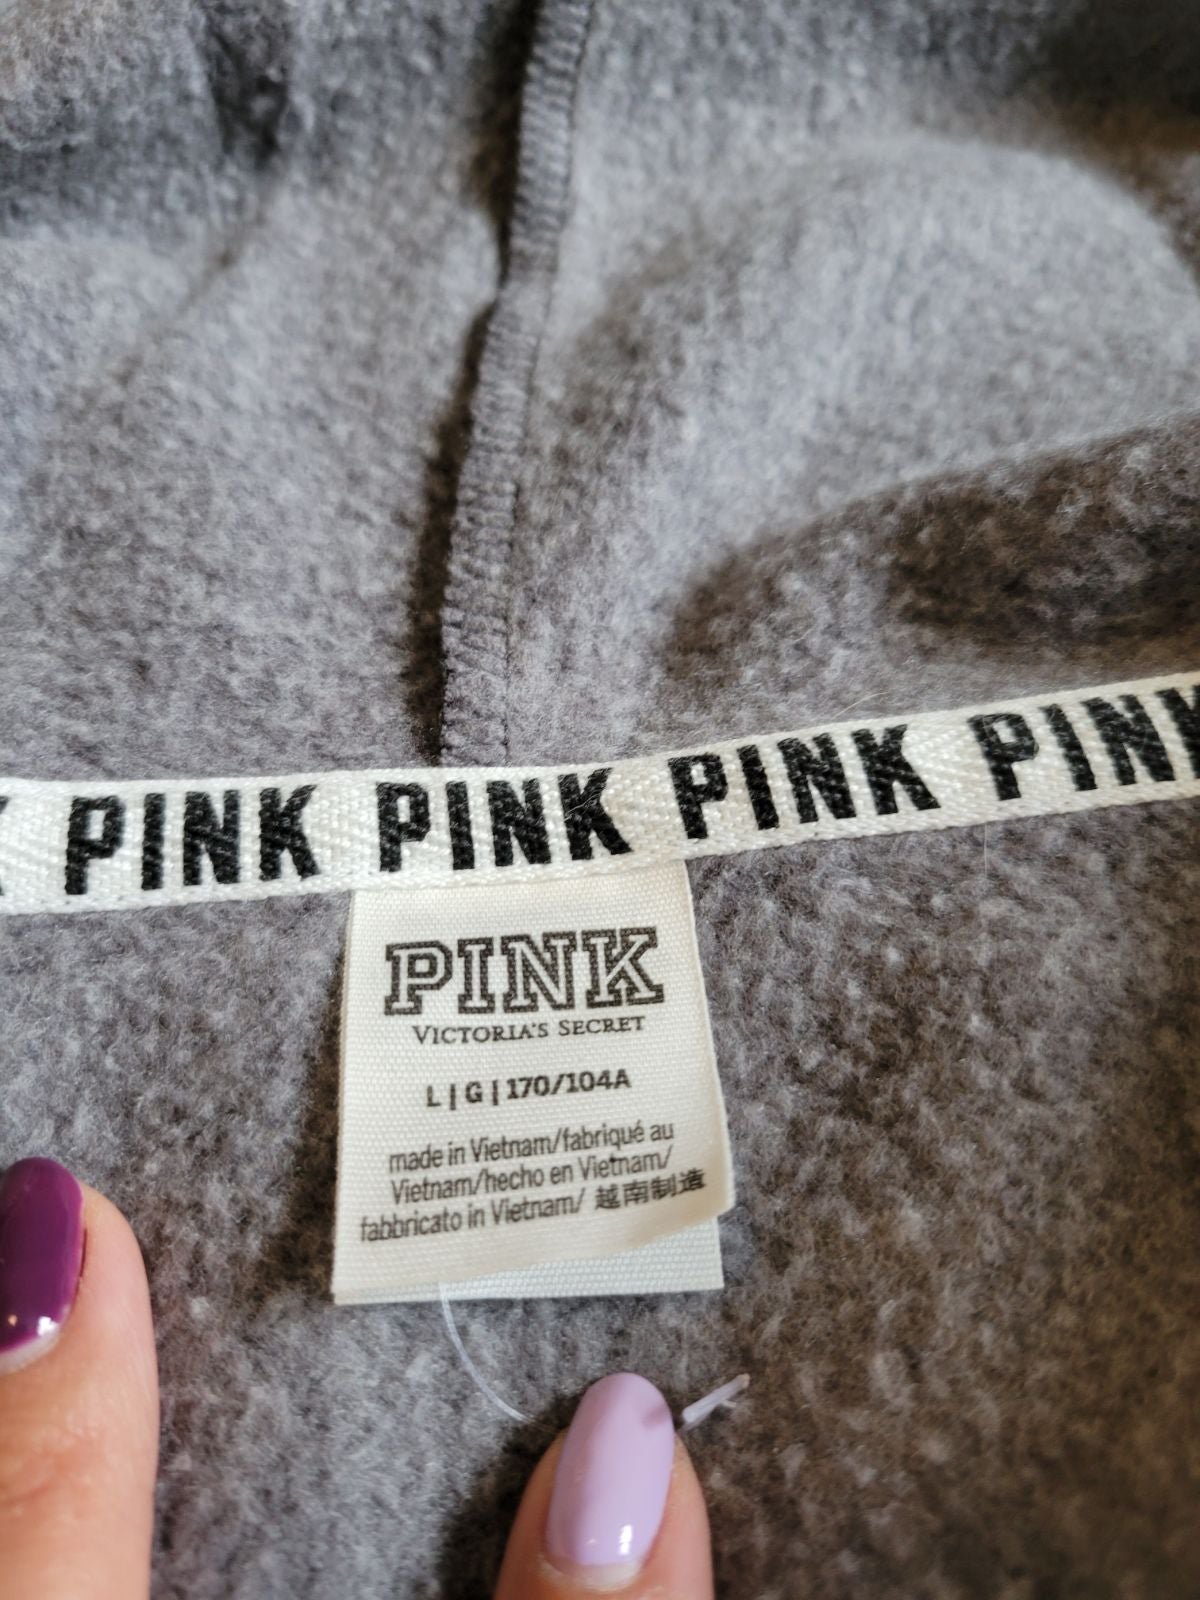 PINK PINK PINK PINK
PINK
VICTORIA'S SECRET
L | G | 170/104A
made in Vietnam/fabriqué au
Vietnam/hecho en Vietnam/
fabbricato in Vietnam/ 越南制造